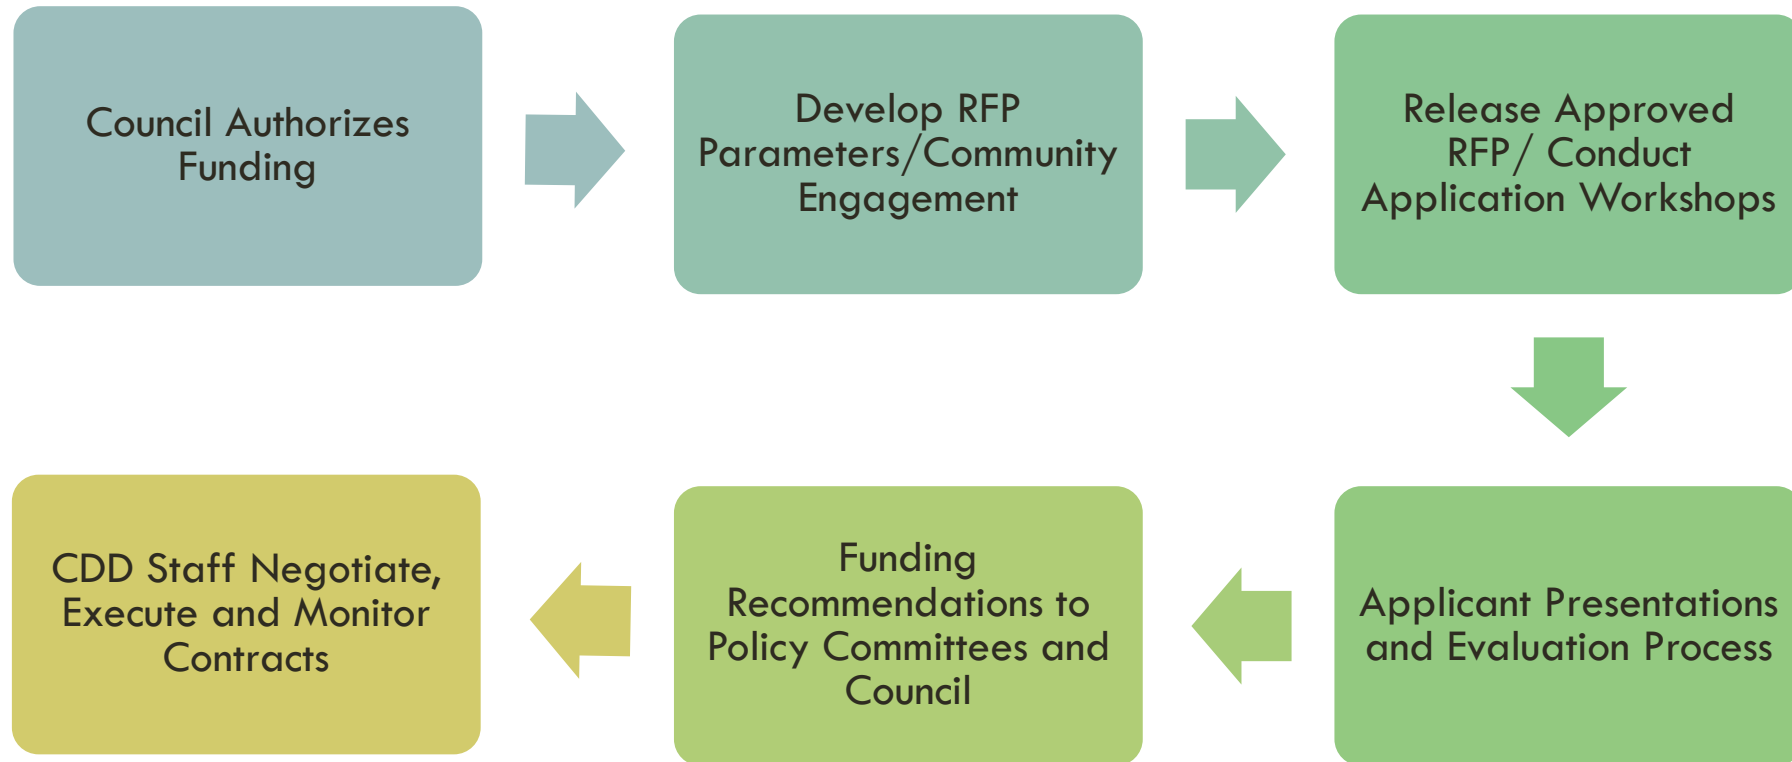 Council Authorizes
Funding
Develop RFP
Parameters/Community
Engagement
Release Approved
RFP/ Conduct
Application Workshops
Applicant Presentations
and Evaluation Process
Funding
Recommendations to
Policy Committees and
Council
CDD Staff Negotiate,
Execute and Monitor
Contracts